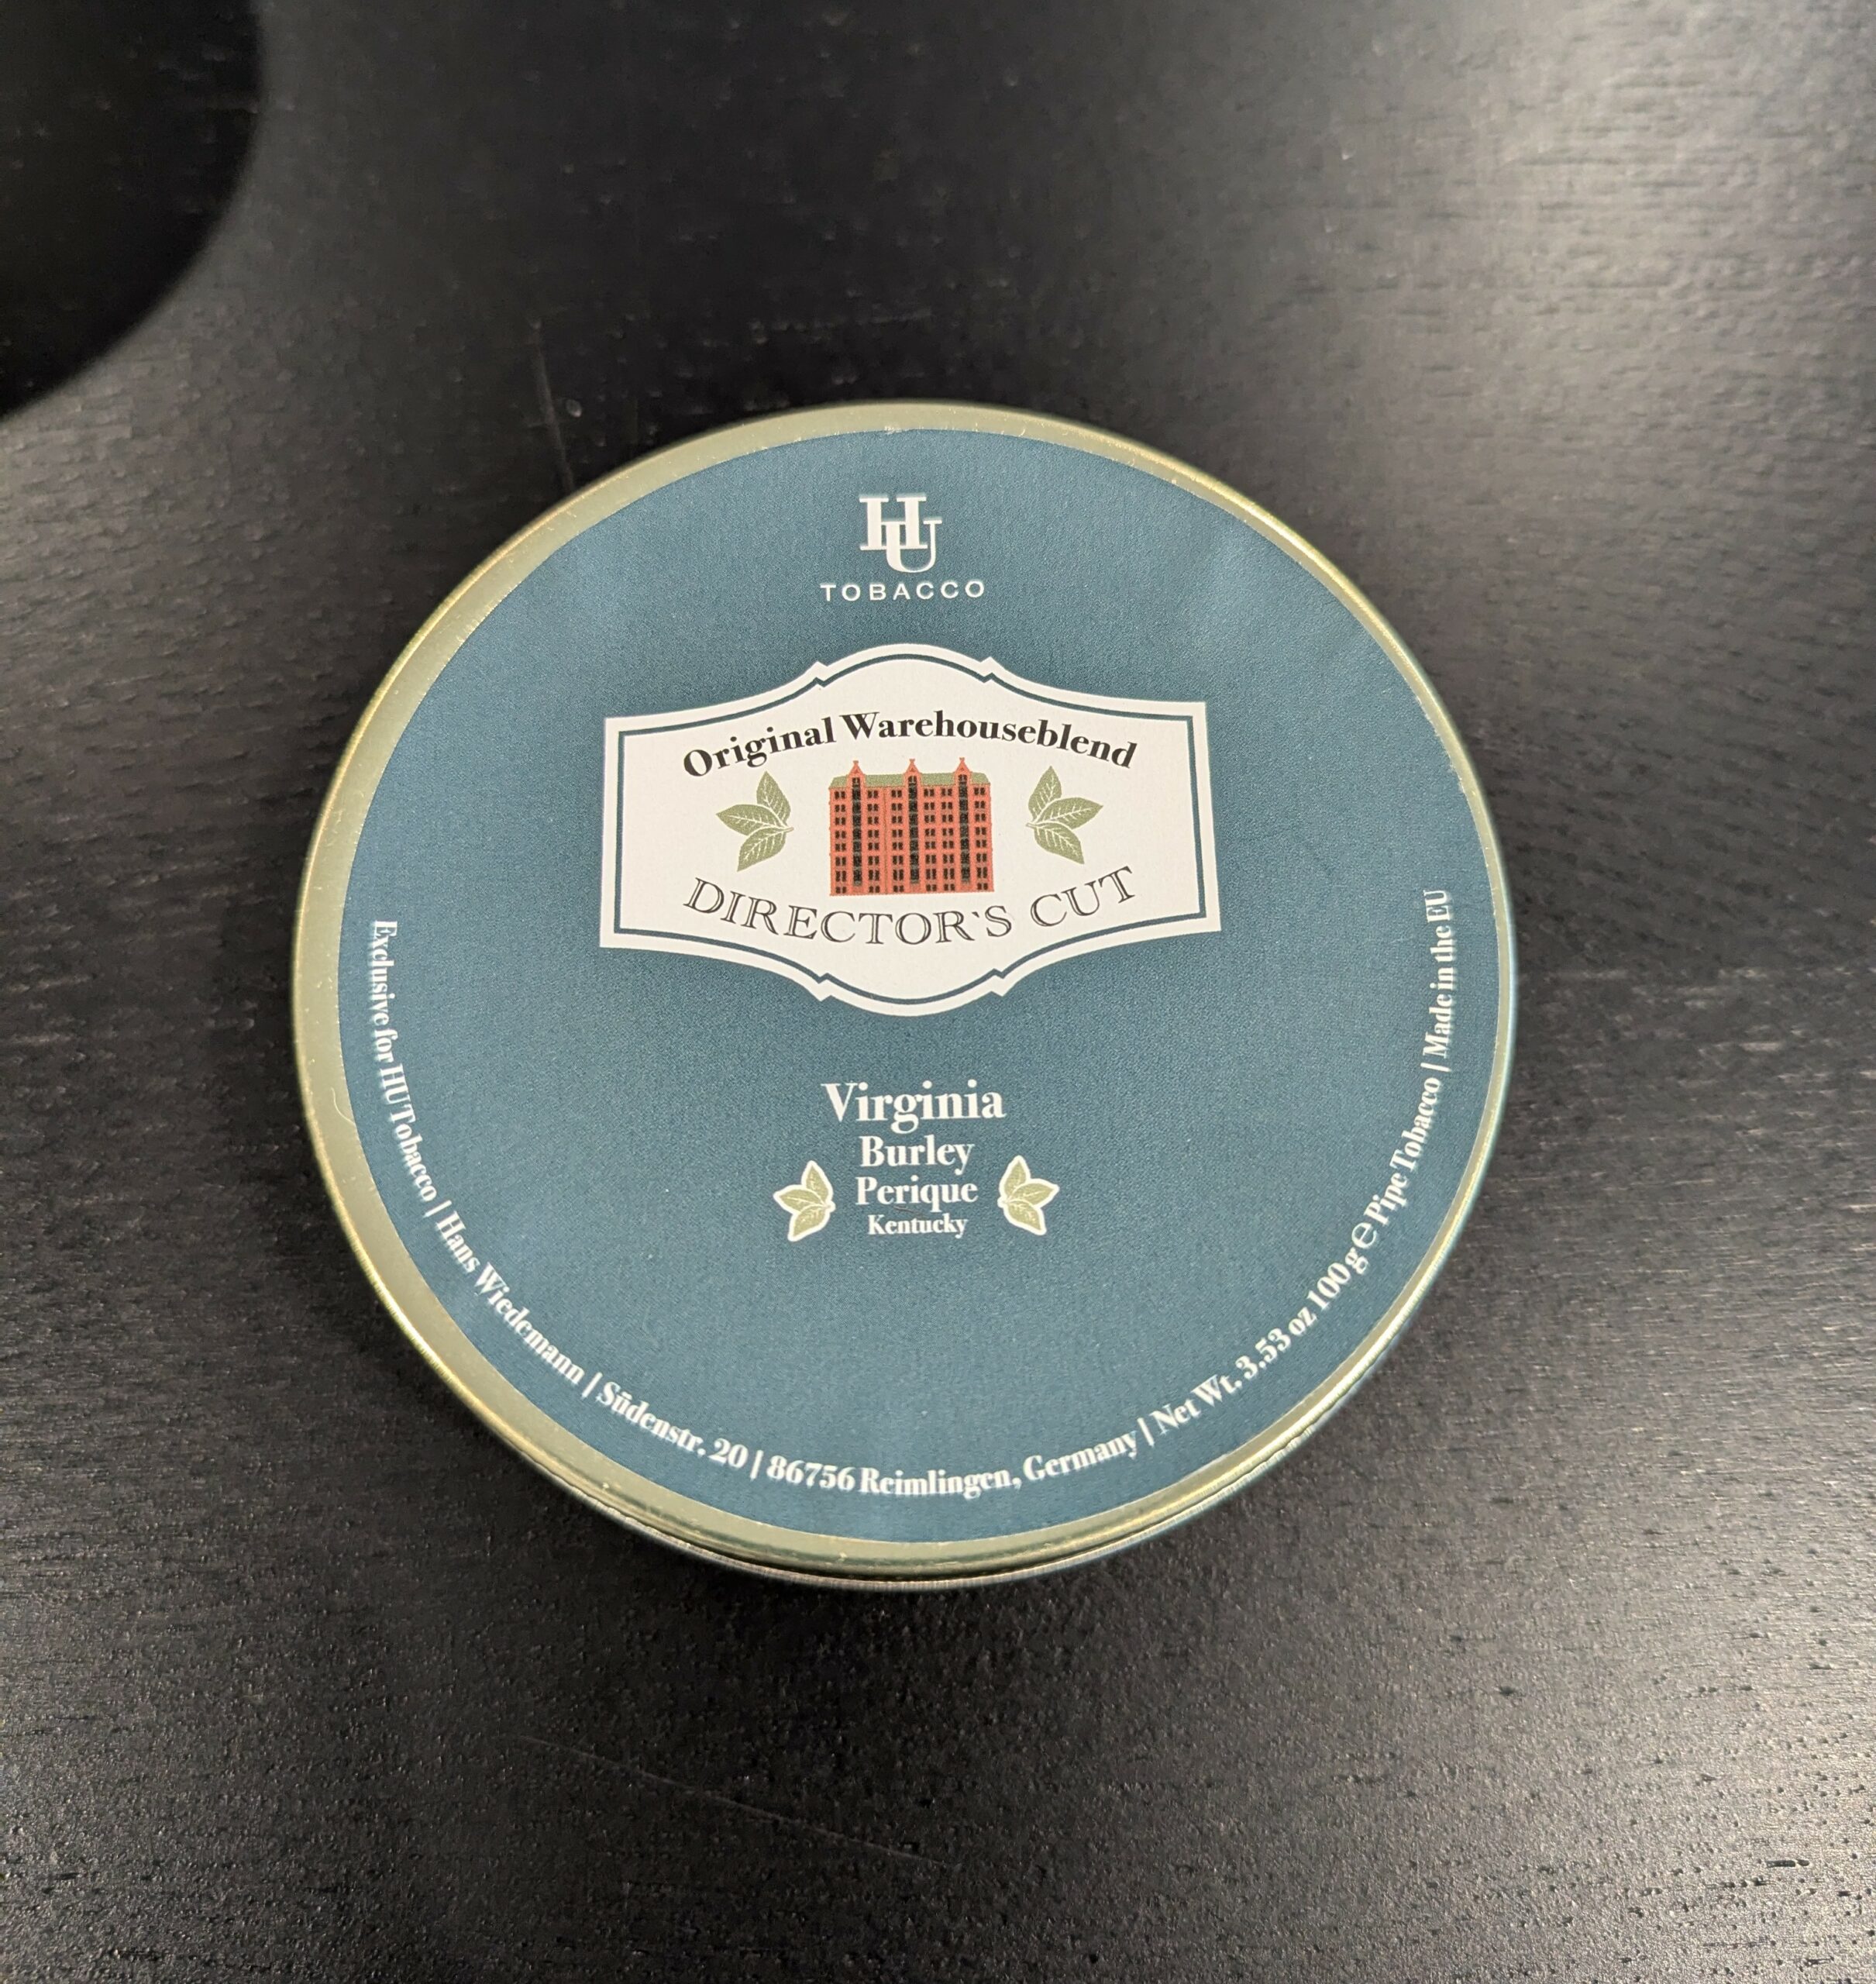 HU
TOBACCO
Original Warehouseblend
DIRECTOR`S CUT
Virginia
Burley
Perique
Kentucky
Exclusive for HU Tobacco | Hans Wiedemann | Südenstr. 20 | 86756 Reimlingen, Germany | Net Wt. 3.53 oz 100g ℮ Pipe Tobacco | Made in the EU